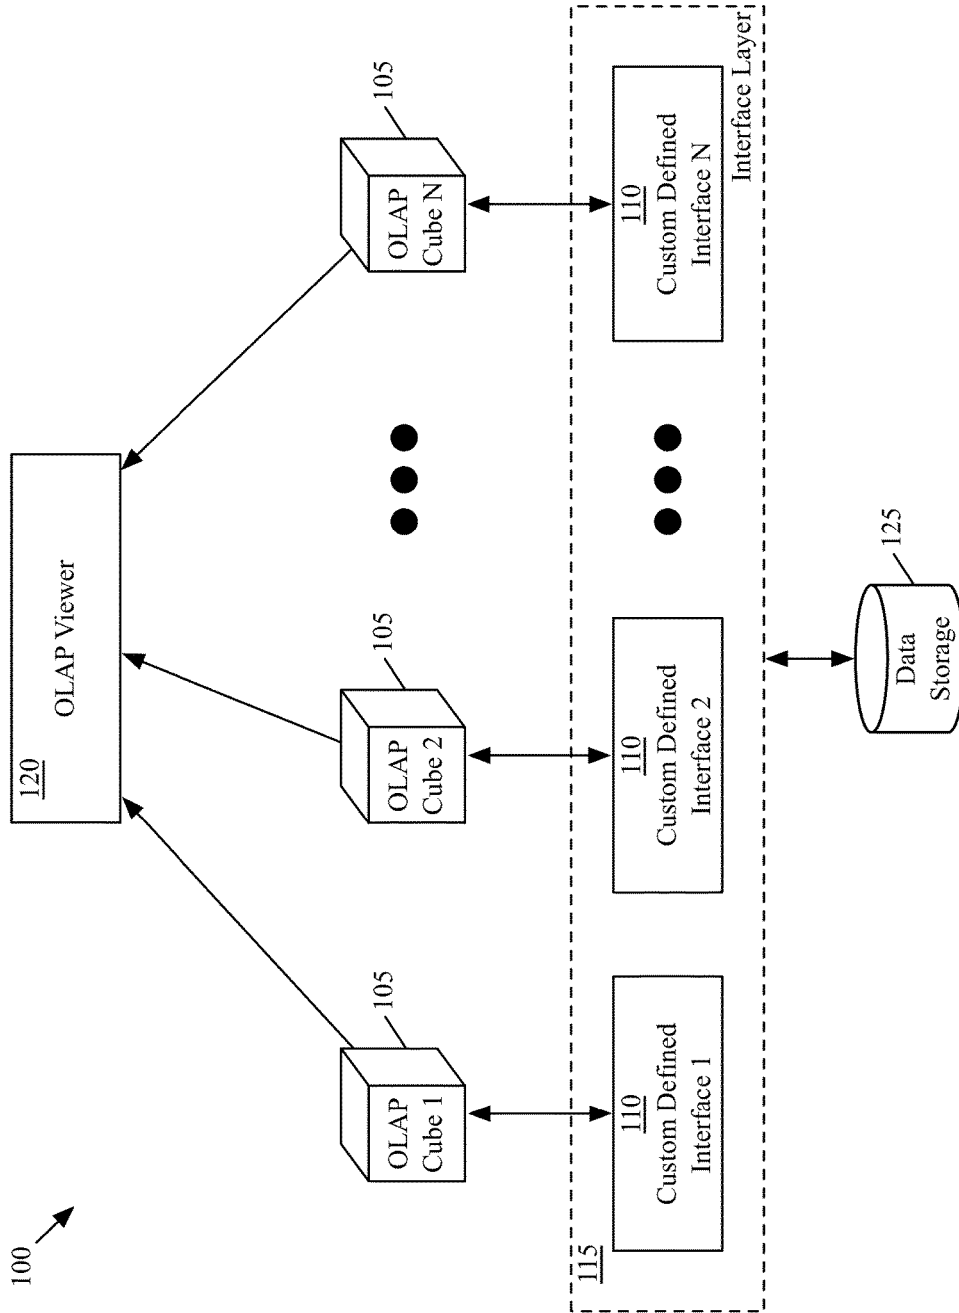 100
120
OLAP Viewer
105
105
105
OLAP
Cube 1
OLAP
Cube 2
OLAP
Cube N
115
110
Custom Defined
Interface 1
110
Custom Defined
Interface 2
110
Custom Defined
Interface N
Interface Layer
125
Data
Storage